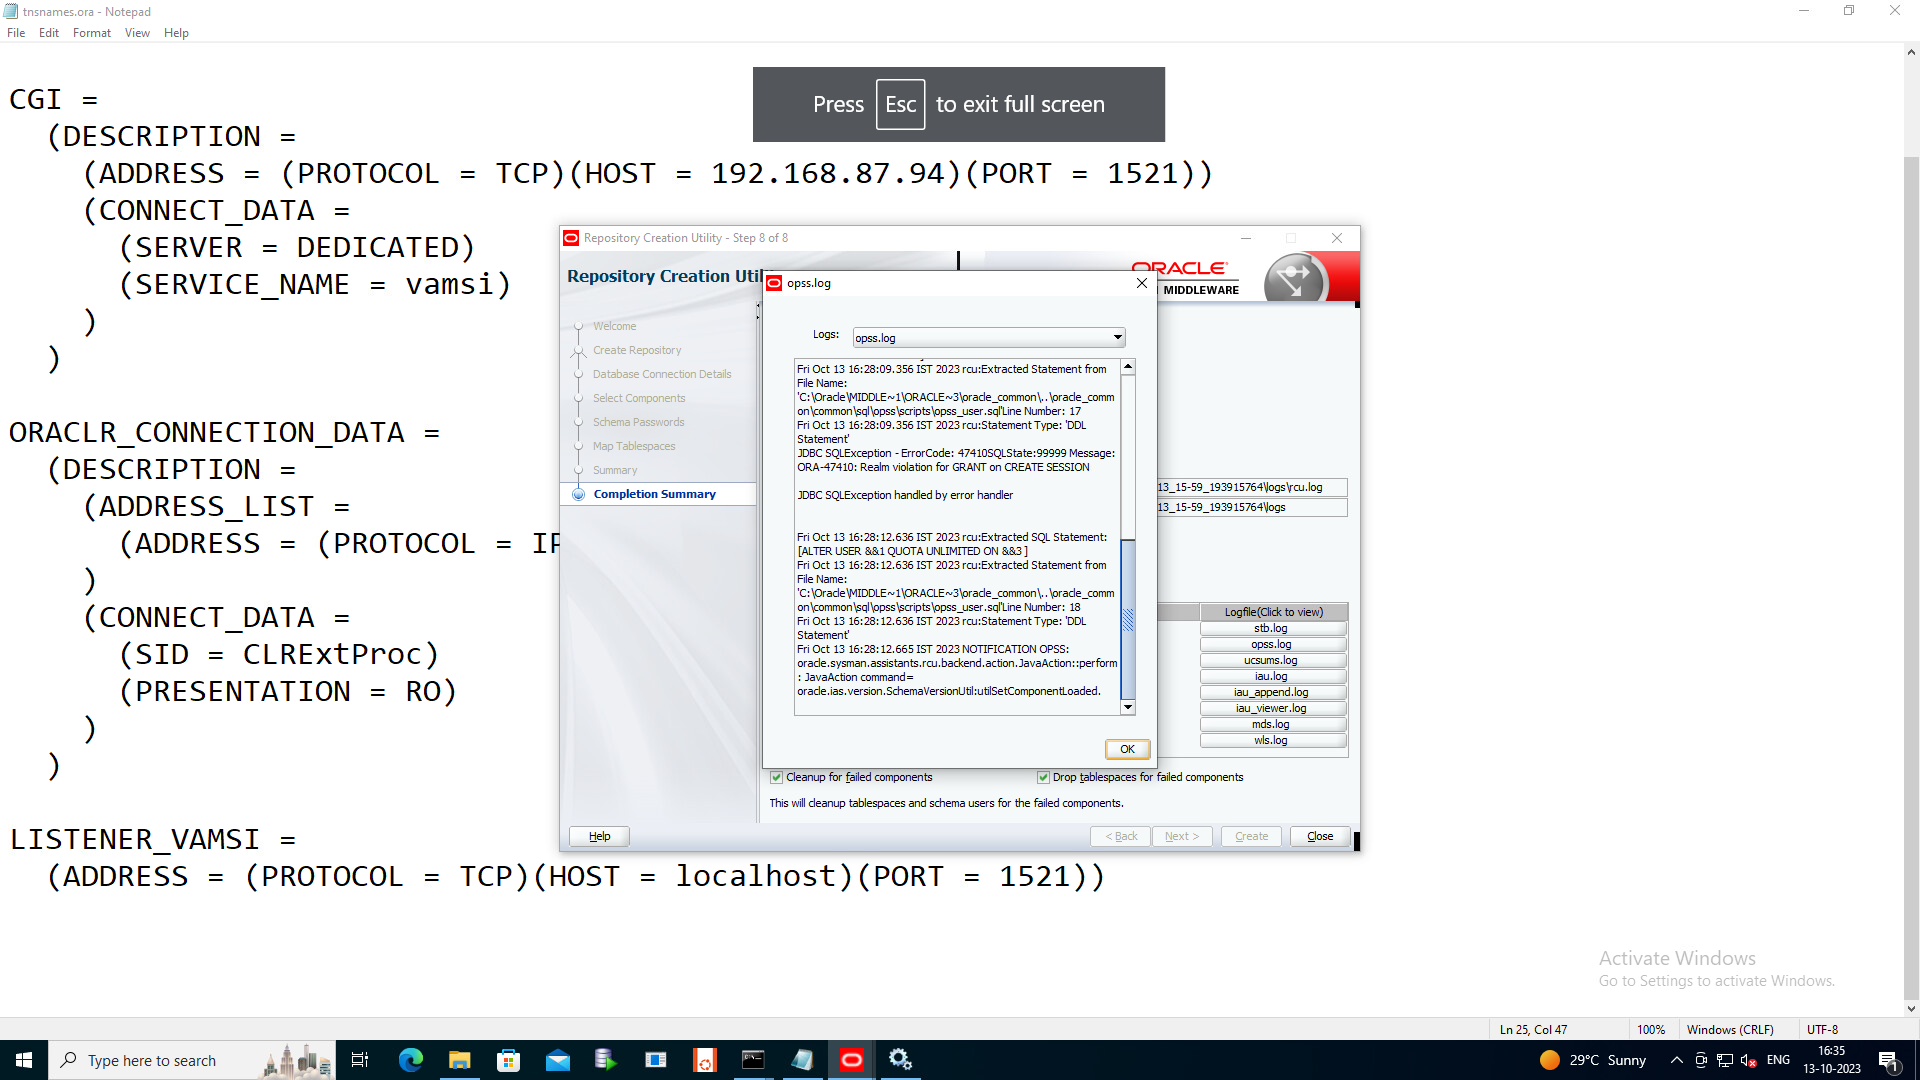 tnsnames.ora - Notepad
File Edit Format View Help
Press Esc to exit full screen
CGI =
(DESCRIPTION =
(ADDRESS = (PROTOCOL = TCP)(HOST = 192.168.87.94)(PORT = 1521))
(CONNECT_DATA =
(SERVER = DEDICATED)
(SERVICE_NAME = vamsi)
)
)
ORACLR_CONNECTION_DATA =
(DESCRIPTION =
(ADDRESS_LIST =
(ADDRESS = (PROTOCOL = IP
)
(CONNECT_DATA =
(SID = CLRExtProc)
(PRESENTATION = RO)
)
)
LISTENER_VAMSI =
(ADDRESS = (PROTOCOL = TCP)(HOST = localhost)(PORT = 1521))
Repository Creation Utility - Step 8 of 8
Repository Creation Utili
ORACLE
MIDDLEWARE
Welcome
Create Repository
Database Connection Details
Select Components
Schema Passwords
Map Tablespaces
Summary
Completion Summary
opss.log
Logs: opss.log
Fri Oct 13 16:28:09.356 IST 2023 rcu:Extracted Statement from
File Name:
'C:\Oracle\MIDDLE~1\ORACLE~3\oracle_common\..\oracle_comm
on\common\sql\opss\scripts\opss_user.sql'Line Number: 17
Fri Oct 13 16:28:09.356 IST 2023 rcu:Statement Type: 'DDL
Statement'
JDBC SQLException - ErrorCode: 47410SQLState:99999 Message:
ORA-47410: Realm violation for GRANT on CREATE SESSION
JDBC SQLException handled by error handler
Fri Oct 13 16:28:12.636 IST 2023 rcu:Extracted SQL Statement:
[ALTER USER &&1 QUOTA UNLIMITED ON &&3 ]
Fri Oct 13 16:28:12.636 IST 2023 rcu:Extracted Statement from
File Name:
'C:\Oracle\MIDDLE~1\ORACLE~3\oracle_common\..\oracle_comm
on\common\sql\opss\scripts\opss_user.sql'Line Number: 18
Fri Oct 13 16:28:12.636 IST 2023 rcu:Statement Type: 'DDL
Statement'
Fri Oct 13 16:28:12.665 IST 2023 NOTIFICATION OPSS:
oracle.sysman.assistants.rcu.backend.action.JavaAction::perform
: JavaAction command=
oracle.ias.version.SchemaVersionUtil:utilSetComponentLoaded.
OK
13_15-59_193915764\logs\rcu.log
13_15-59_193915764\logs
Logfile(Click to view)
stb.log
opss.log
ucsums.log
iau.log
iau_append.log
iau_viewer.log
mds.log
wls.log
Cleanup for failed components
Drop tablespaces for failed components
This will cleanup tablespaces and schema users for the failed components.
Help
< Back
Next >
Create
Close
Activate Windows
Go to Settings to activate Windows.
Ln 25, Col 47
100%
Windows (CRLF)
UTF-8
Type here to search
29°C Sunny
ENG
16:35
13-10-2023
1